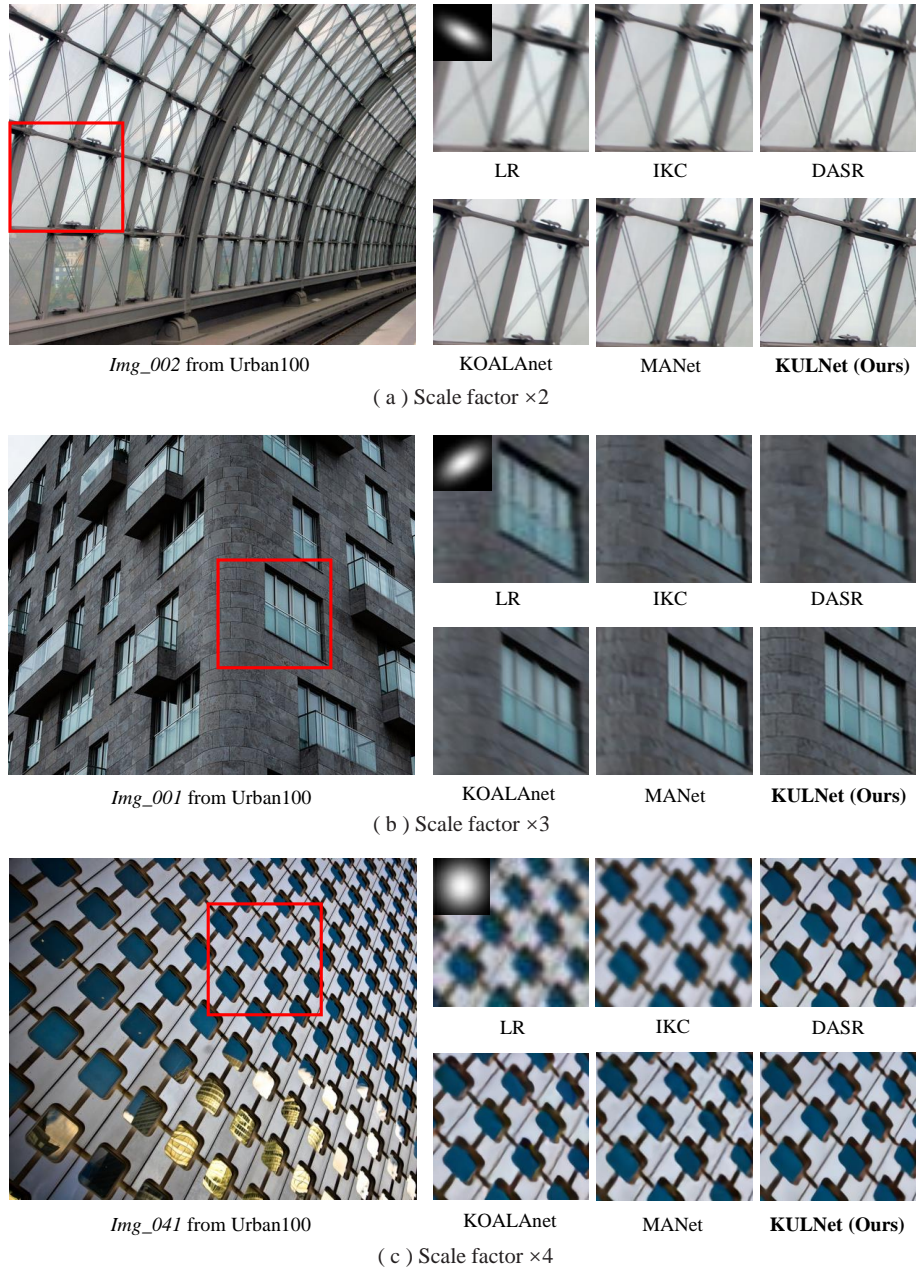 LR
IKC
DASR
KOALAnet
MANet
KULNet (Ours)
Img_002 from Urban100
( a ) Scale factor ×2
LR
IKC
DASR
KOALAnet
MANet
KULNet (Ours)
Img_001 from Urban100
( b ) Scale factor ×3
LR
IKC
DASR
KOALAnet
MANet
KULNet (Ours)
Img_041 from Urban100
( c ) Scale factor ×4